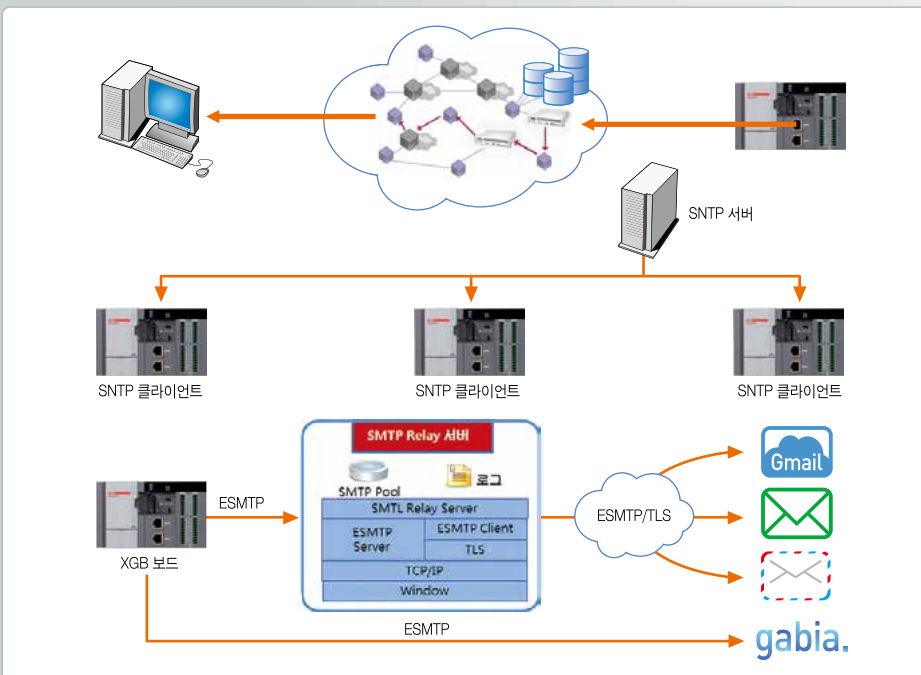 SNTP 서버
SNTP 클라이언트
SNTP 클라이언트
SNTP 클라이언트
SMTP Relay 서버
SMTP Pool
로그
SMTL Relay Server
ESMTP Server
ESMTP Client
TLS
TCP/IP
Window
XGB 보드
ESMTP
ESMTP/TLS
Gmail
ESMTP
gabia.